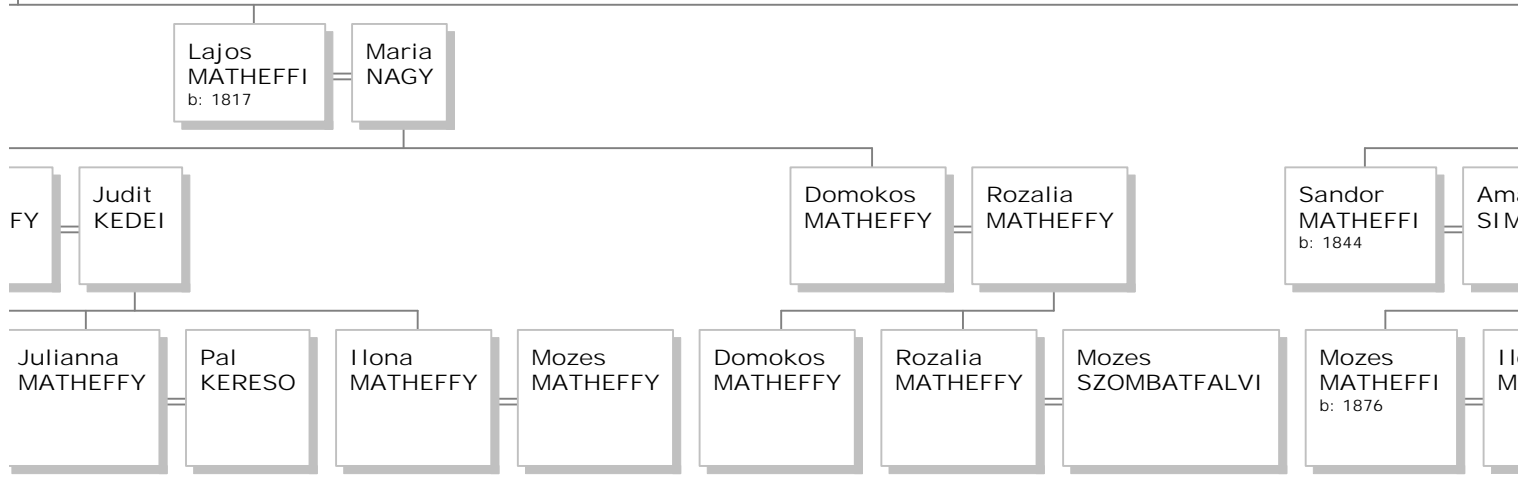 Lajos
MATHEFFI
b: 1817
Maria
NAGY
FY
Judit
KEDEI
Domokos
MATHEFFY
Rozalia
MATHEFFY
Sandor
MATHEFFI
b: 1844
Julianna
MATHEFFY
Pal
KERESO
Ilona
MATHEFFY
Mozes
MATHEFFY
Domokos
MATHEFFY
Rozalia
MATHEFFY
Mozes
SZOMBATFALVI
Mozes
MATHEFFI
b: 1876